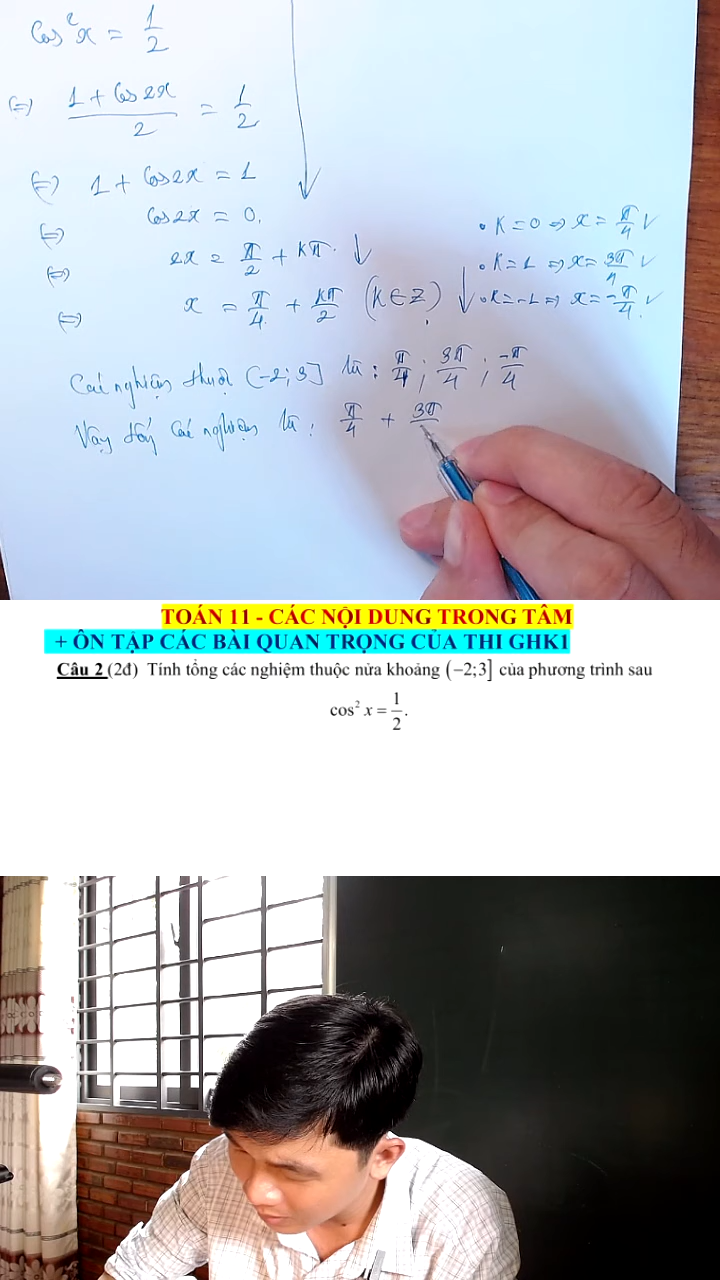 cos²x = 1/2
(=) (1 + cos2x)/2 = 1/2
(=) 1 + cos2x = 1
(=) cos2x = 0.
(=) 2x = π/2 + kπ. ↓
(=) x = π/4 + kπ/2 (k ∈ Z) ↓
• K=0 => x = π/4 ✓
• K=1 => x = 3π/4 ✓
• K=-1 => x = -π/4 ✓
Các nghiệm thuộc (-2; 3] là: π/4 ; 3π/4 ; -π/4
Vậy tổng các nghiệm là: π/4 + 3π
TOÁN 11 - CÁC NỘI DUNG TRONG TÂM
+ ÔN TẬP CÁC BÀI QUAN TRỌNG CỦA THI GHK1
Câu 2 (2đ) Tính tổng các nghiệm thuộc nửa khoảng (−2;3] của phương trình sau
cos² x = 1/2.